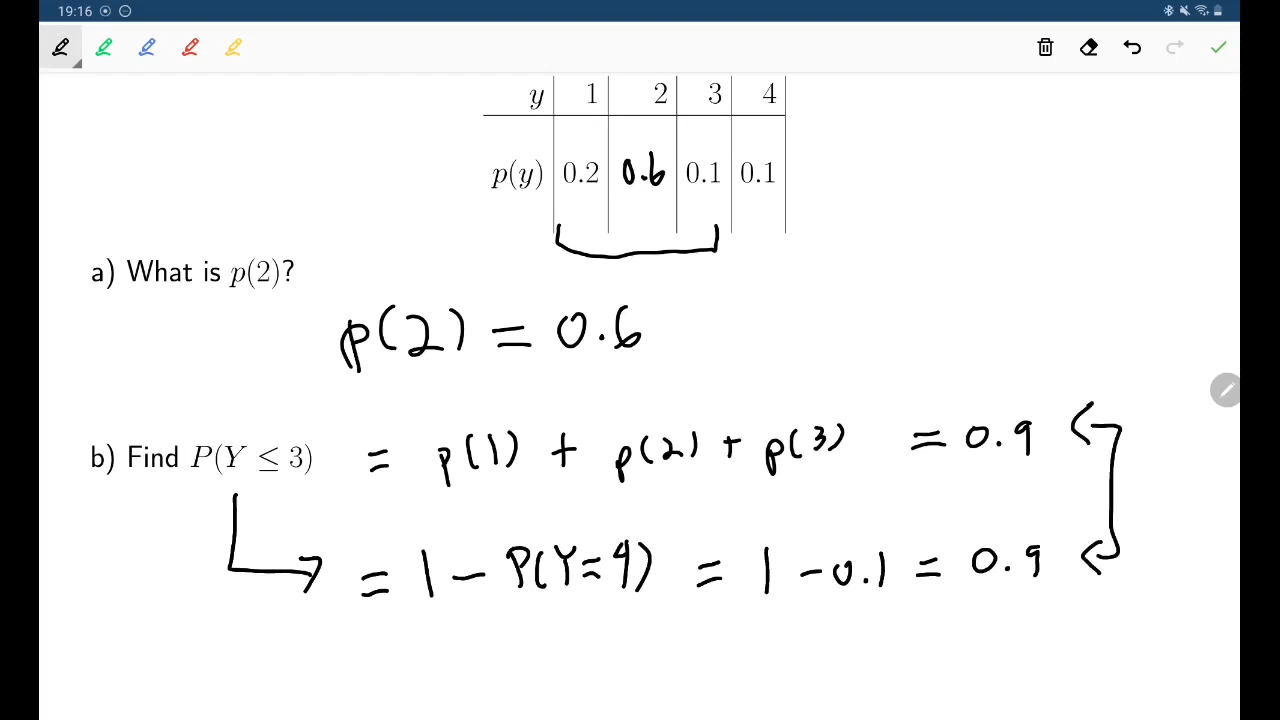 19:16
y 1 2 3 4
p(y) 0.2 0.6 0.1 0.1
a) What is p(2)?
p(2) = 0.6
b) Find P(Y ≤ 3) = p(1) + p(2) + p(3) = 0.9
= 1 - P(Y=4) = 1 - 0.1 = 0.9